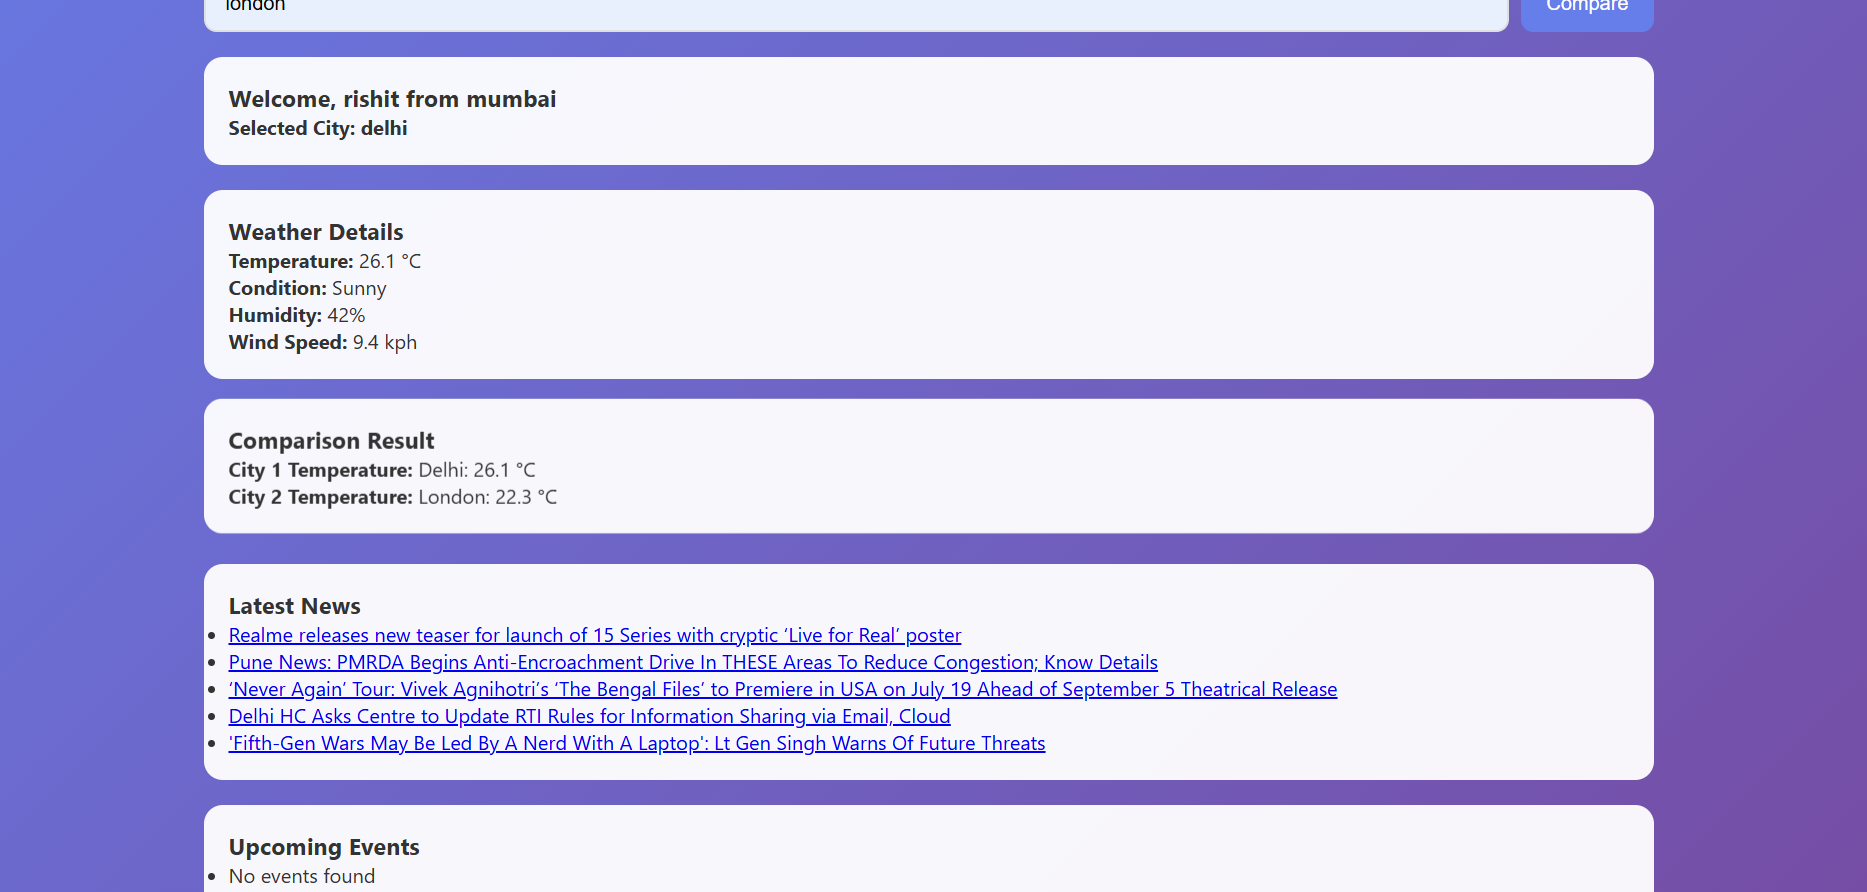 london
Compare
Welcome, rishit from mumbai
Selected City: delhi
Weather Details
Temperature: 26.1 °C
Condition: Sunny
Humidity: 42%
Wind Speed: 9.4 kph
Comparison Result
City 1 Temperature: Delhi: 26.1 °C
City 2 Temperature: London: 22.3 °C
Latest News
Realme releases new teaser for launch of 15 Series with cryptic ‘Live for Real’ poster
Pune News: PMRDA Begins Anti-Encroachment Drive In THESE Areas To Reduce Congestion; Know Details
‘Never Again’ Tour: Vivek Agnihotri’s ‘The Bengal Files’ to Premiere in USA on July 19 Ahead of September 5 Theatrical Release
Delhi HC Asks Centre to Update RTI Rules for Information Sharing via Email, Cloud
'Fifth-Gen Wars May Be Led By A Nerd With A Laptop': Lt Gen Singh Warns Of Future Threats
Upcoming Events
No events found